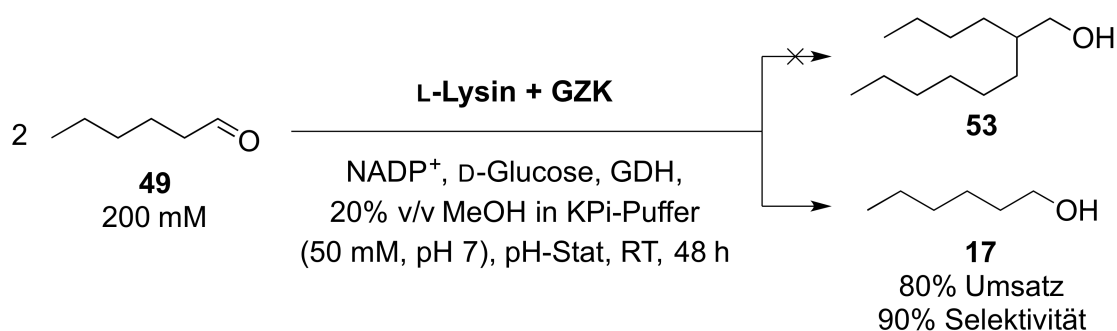 2
O
49
200 mM
L-Lysin + GZK
NADP+, D-Glucose, GDH,
20% v/v MeOH in KPi-Puffer
(50 mM, pH 7), pH-Stat, RT, 48 h
OH
53
OH
17
80% Umsatz
90% Selektivität